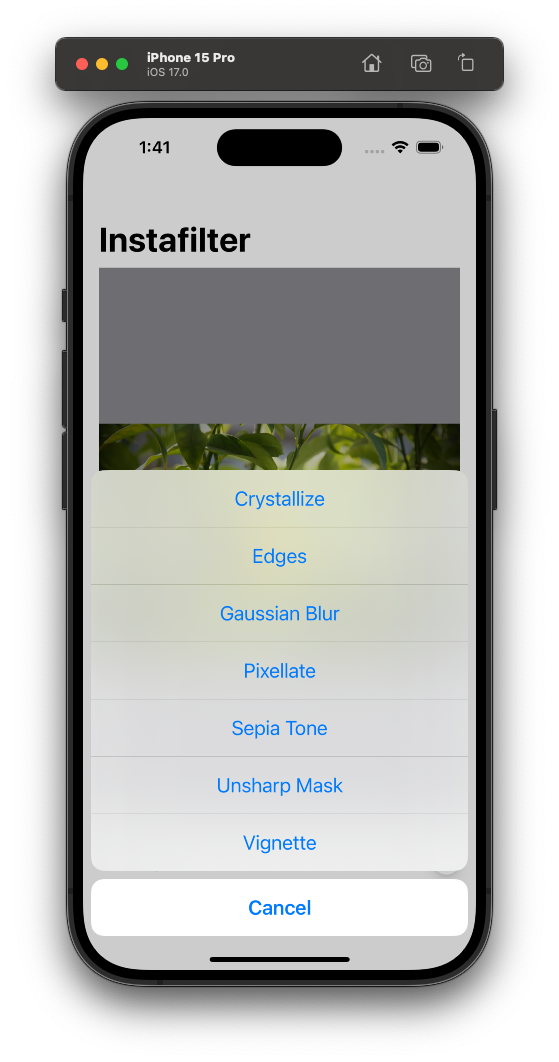 iPhone 15 Pro
iOS 17.0
1:41
Instafilter
Crystallize
Edges
Gaussian Blur
Pixellate
Sepia Tone
Unsharp Mask
Vignette
Cancel